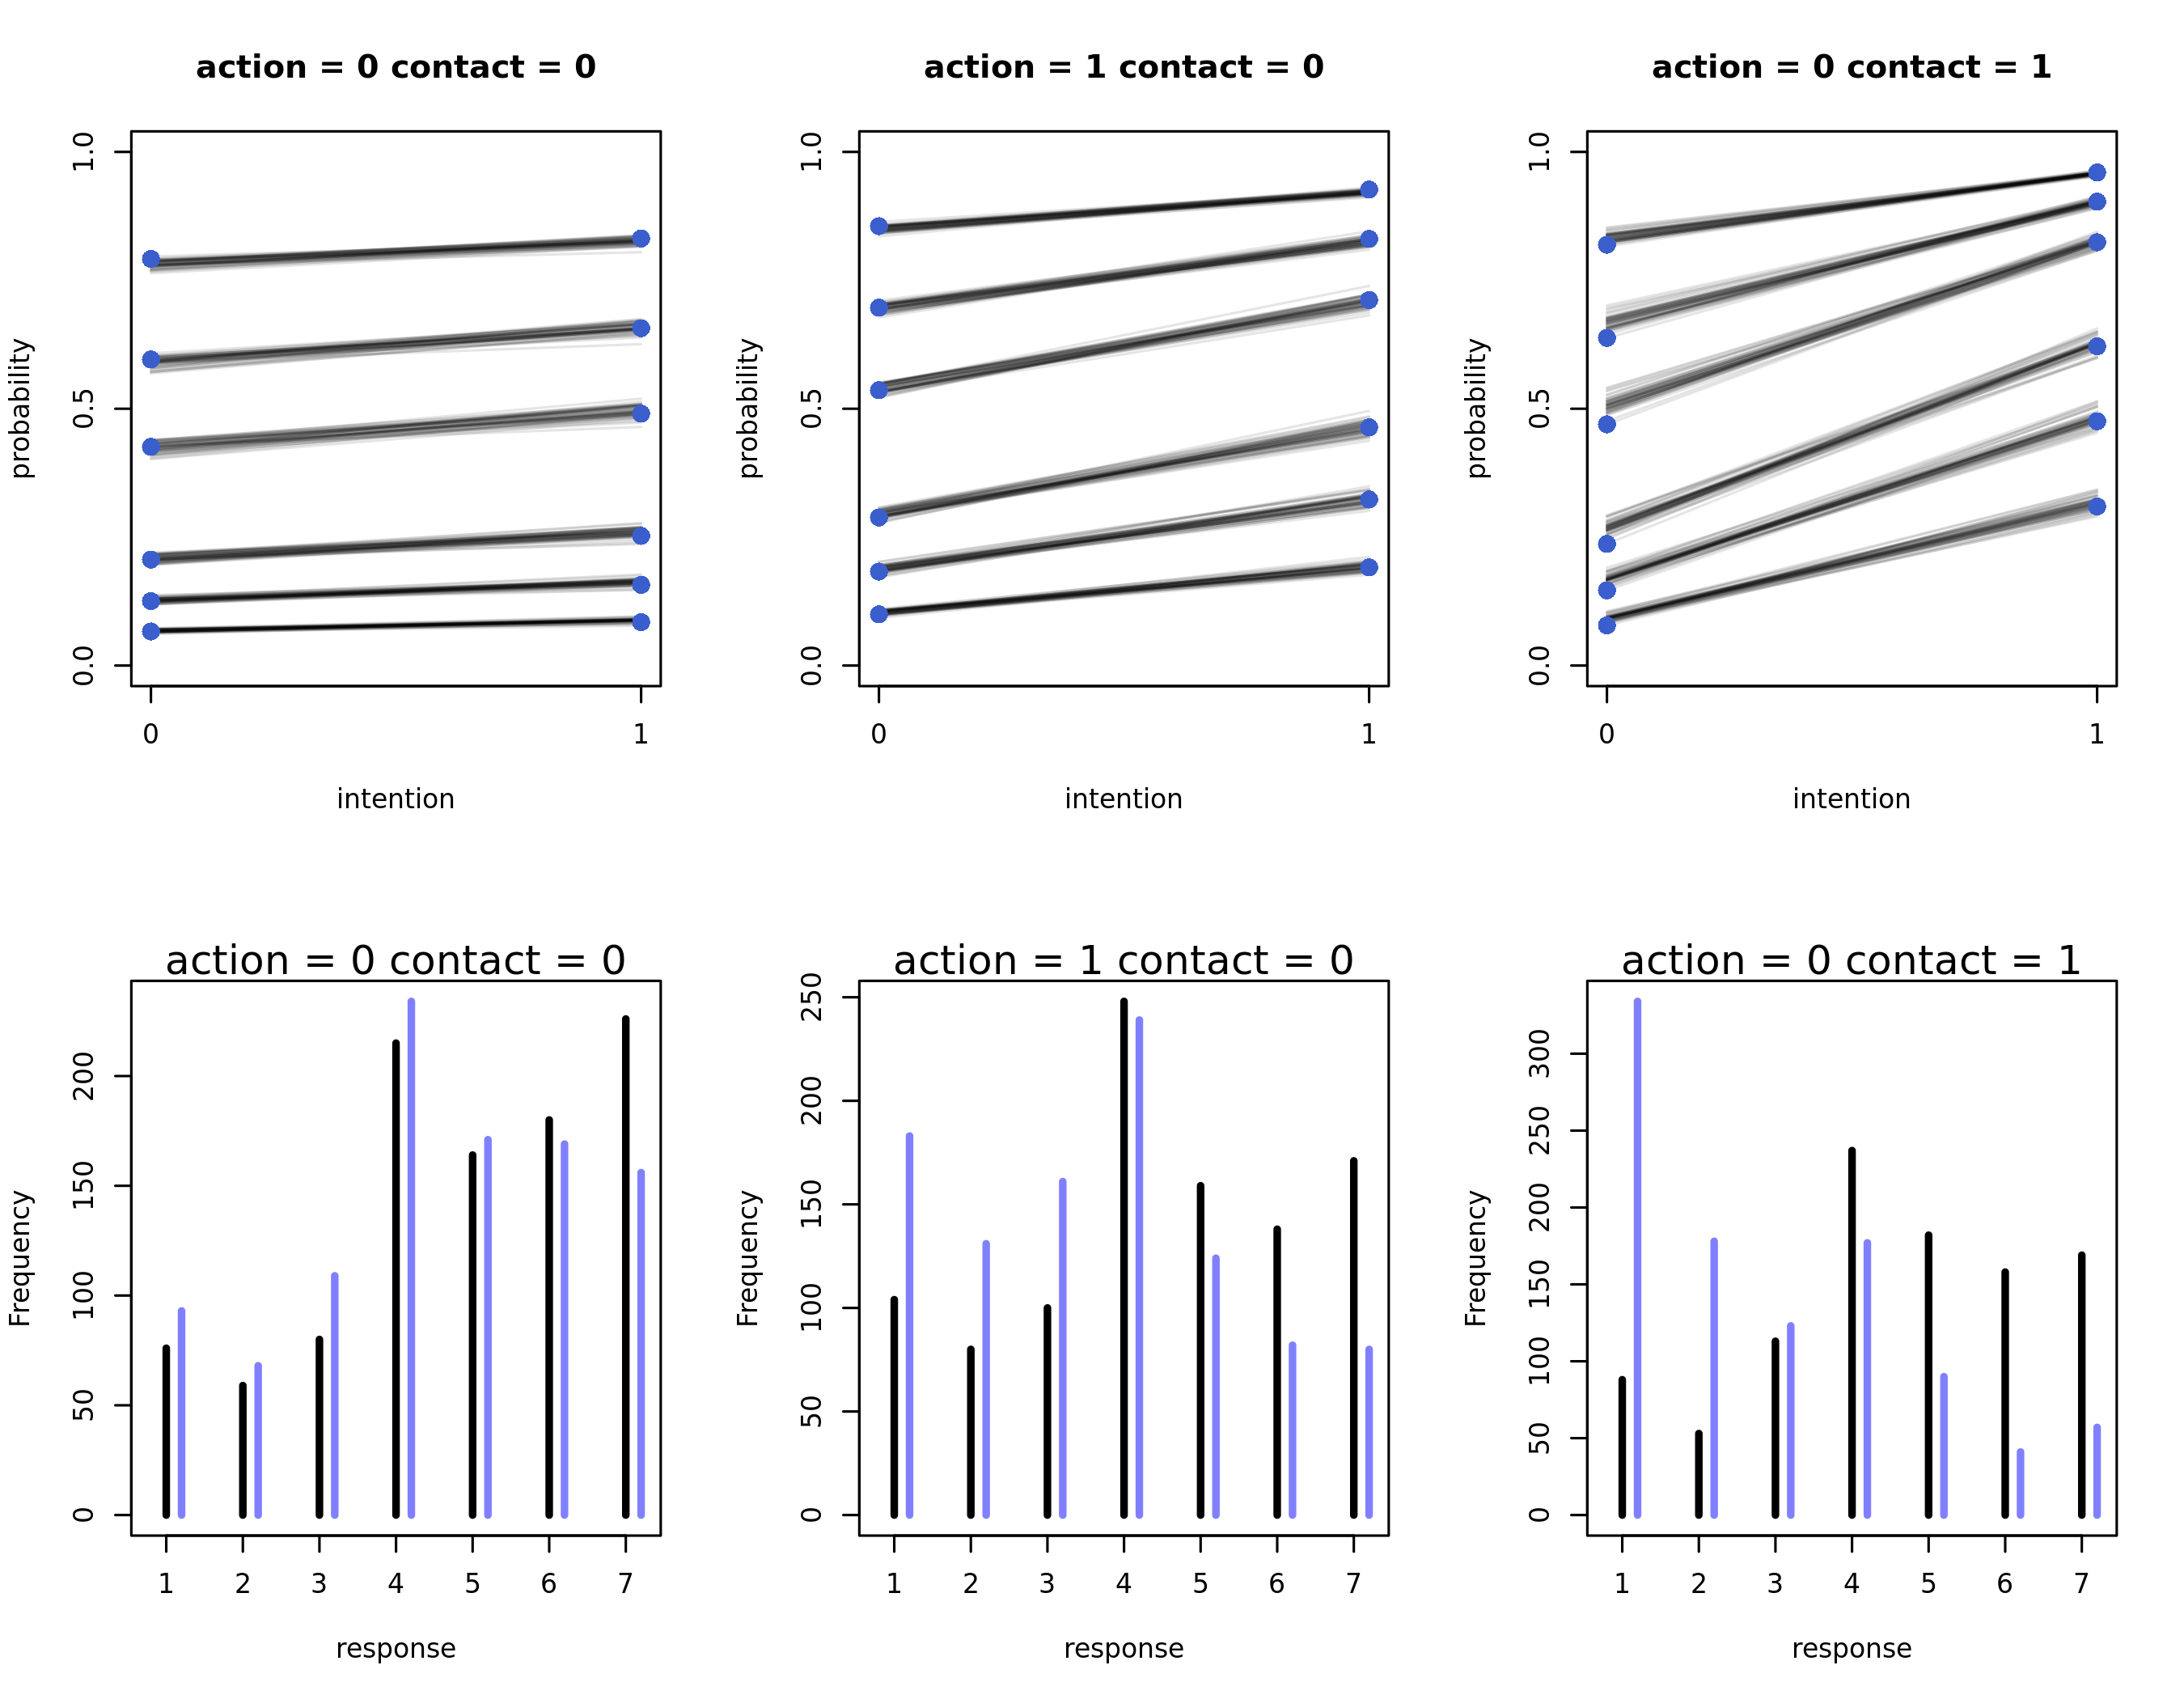 action = 0 contact = 0
1.0
0.5
0.0
probability
0 1
intention
action = 1 contact = 0
1.0
0.5
0.0
probability
0 1
intention
action = 0 contact = 1
1.0
0.5
0.0
probability
0 1
intention
action = 0 contact = 0
200
150
100
50
0
Frequency
1 2 3 4 5 6 7
response
action = 1 contact = 0
250
200
150
100
50
0
Frequency
1 2 3 4 5 6 7
response
action = 0 contact = 1
300
250
200
150
100
50
0
Frequency
1 2 3 4 5 6 7
response